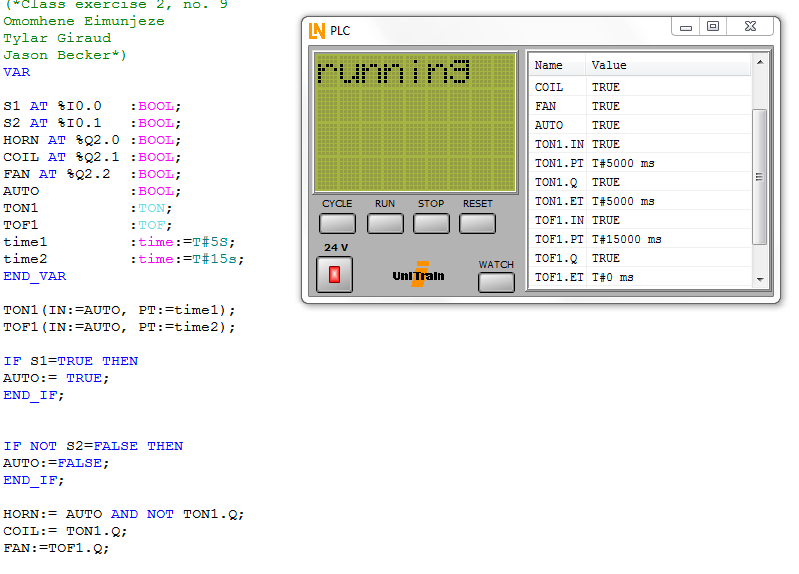 (*Class exercise 2, no. 9
Omomhene Eimunjeze
Tylar Giraud
Jason Becker*)
VAR
S1 AT %I0.0 :BOOL;
S2 AT %I0.1 :BOOL;
HORN AT %Q2.0 :BOOL;
COIL AT %Q2.1 :BOOL;
FAN AT %Q2.2 :BOOL;
AUTO :BOOL;
TON1 :TON;
TOF1 :TOF;
time1 :time:=T#5S;
time2 :time:=T#15s;
END_VAR
TON1(IN:=AUTO, PT:=time1);
TOF1(IN:=AUTO, PT:=time2);
IF S1=TRUE THEN
AUTO:= TRUE;
END_IF;
IF NOT S2=FALSE THEN
AUTO:=FALSE;
END_IF;
HORN:= AUTO AND NOT TON1.Q;
COIL:= TON1.Q;
FAN:=TOF1.Q;
LN PLC
running
CYCLE RUN STOP RESET
24 V
UniTrain
WATCH
Name Value
COIL TRUE
FAN TRUE
AUTO TRUE
TON1.IN TRUE
TON1.PT T#5000 ms
TON1.Q TRUE
TON1.ET T#5000 ms
TOF1.IN TRUE
TOF1.PT T#15000 ms
TOF1.Q TRUE
TOF1.ET T#0 ms